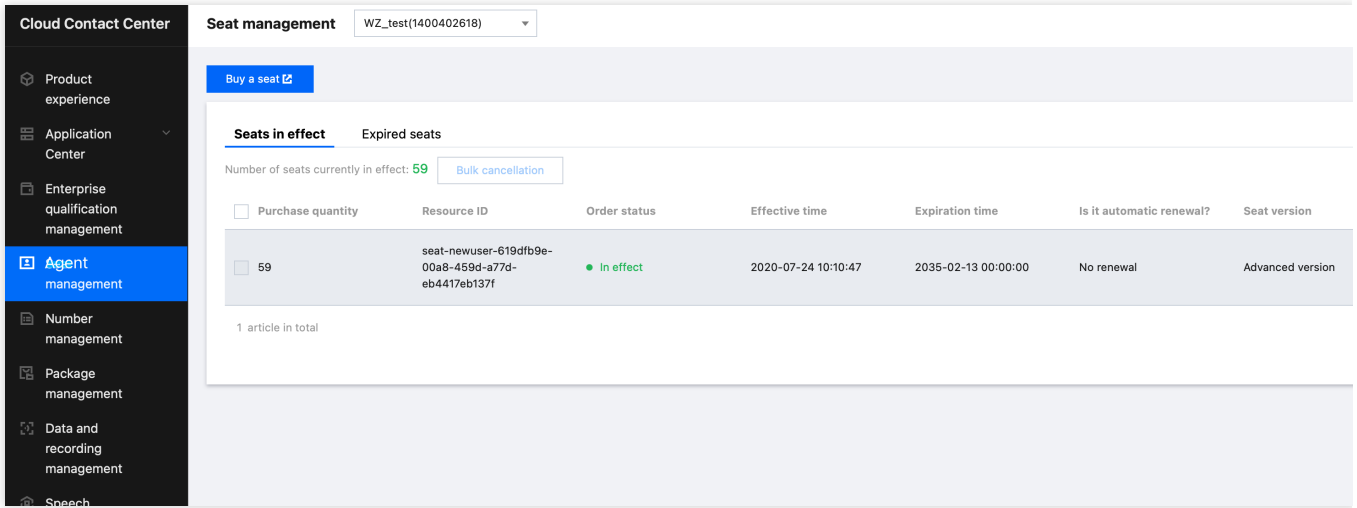 Cloud Contact Center
Seat management
WZ_test(1400402618)
Product
experience
Application
Center
Enterprise
qualification
management
Agent
management
Number
management
Package
management
Data and
recording
management
Speech
Buy a seat
Seats in effect
Expired seats
Number of seats currently in effect: 59
Bulk cancellation
Purchase quantity
Resource ID
Order status
Effective time
Expiration time
Is it automatic renewal?
Seat version
59
seat-newuser-619dfb9e-
00a8-459d-a77d-
eb4417eb137f
In effect
2020-07-24 10:10:47
2035-02-13 00:00:00
No renewal
Advanced version
1 article in total